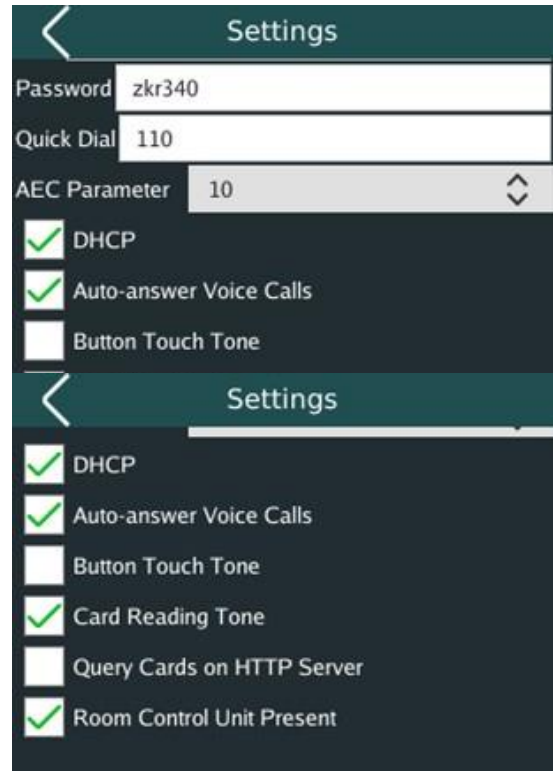 Settings
Password zkr340
Quick Dial 110
AEC Parameter 10
DHCP
Auto-answer Voice Calls
Button Touch Tone
Settings
DHCP
Auto-answer Voice Calls
Button Touch Tone
Card Reading Tone
Query Cards on HTTP Server
Room Control Unit Present